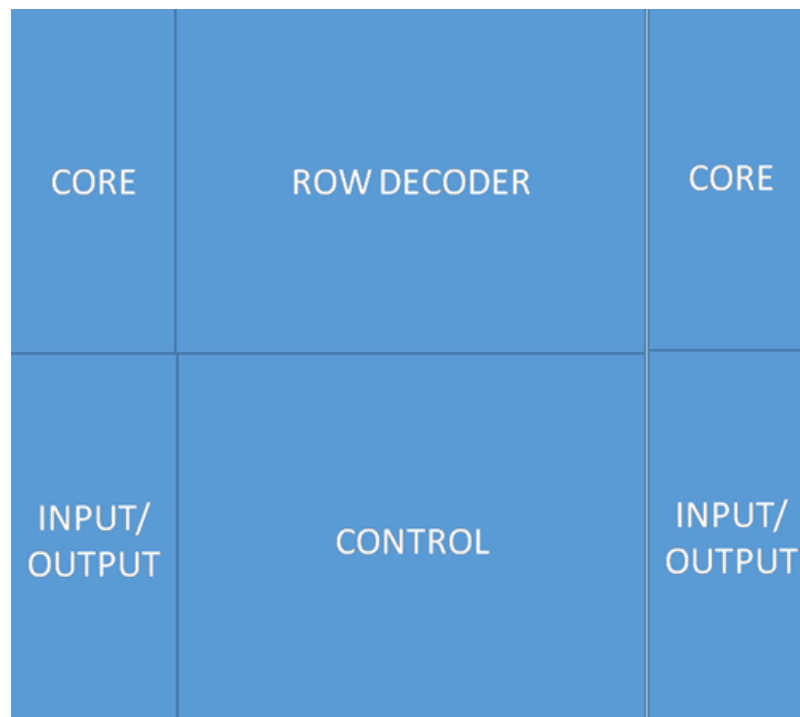 CORE
ROW DECODER
CORE
INPUT/
OUTPUT
CONTROL
INPUT/
OUTPUT